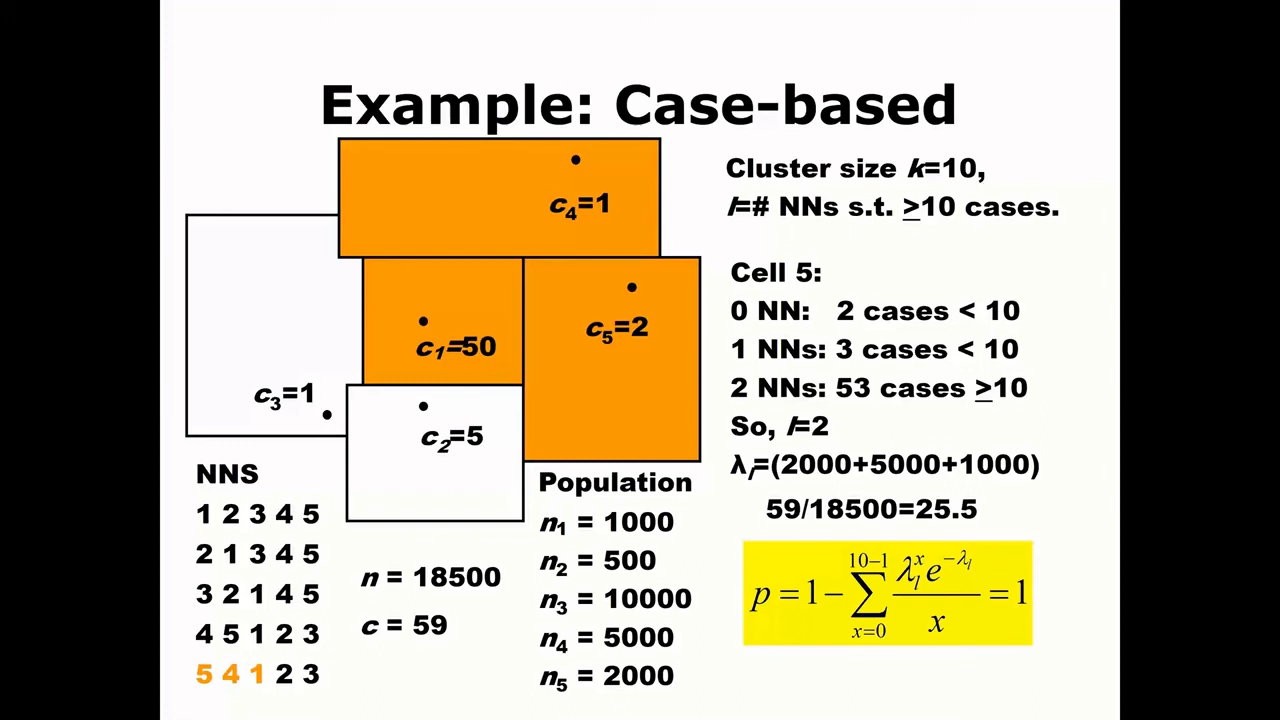 Example: Case-based
c₄=1
c₁=50
c₅=2
c₃=1
c₂=5
NNS
1 2 3 4 5
2 1 3 4 5
3 2 1 4 5
4 5 1 2 3
5 4 1 2 3
n = 18500
c = 59
Population
n₁ = 1000
n₂ = 500
n₃ = 10000
n₄ = 5000
n₅ = 2000
Cluster size k=10,
l=# NNs s.t. ≥10 cases.
Cell 5:
0 NN: 2 cases < 10
1 NNs: 3 cases < 10
2 NNs: 53 cases ≥10
So, l=2
λₗ=(2000+5000+1000)
59/18500=25.5
p = 1 − ∑_{x=0}^{10−1} λₗˣ e^{−λₗ} / x = 1